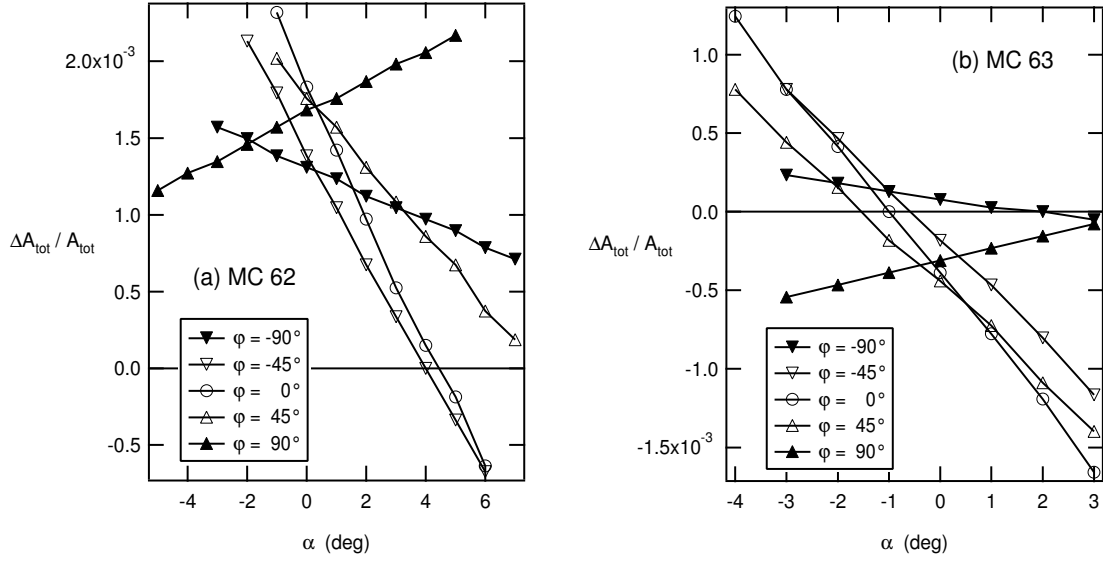 2.0x10⁻³
1.5
1.0
ΔA_tot / A_tot
0.5
0.0
-0.5
(a) MC 62
φ = -90°
φ = -45°
φ = 0°
φ = 45°
φ = 90°
-4 -2 0 2 4 6
α (deg)
1.0
0.5
0.0
ΔA_tot / A_tot
-0.5
-1.0
-1.5x10⁻³
(b) MC 63
φ = -90°
φ = -45°
φ = 0°
φ = 45°
φ = 90°
-4 -3 -2 -1 0 1 2 3
α (deg)